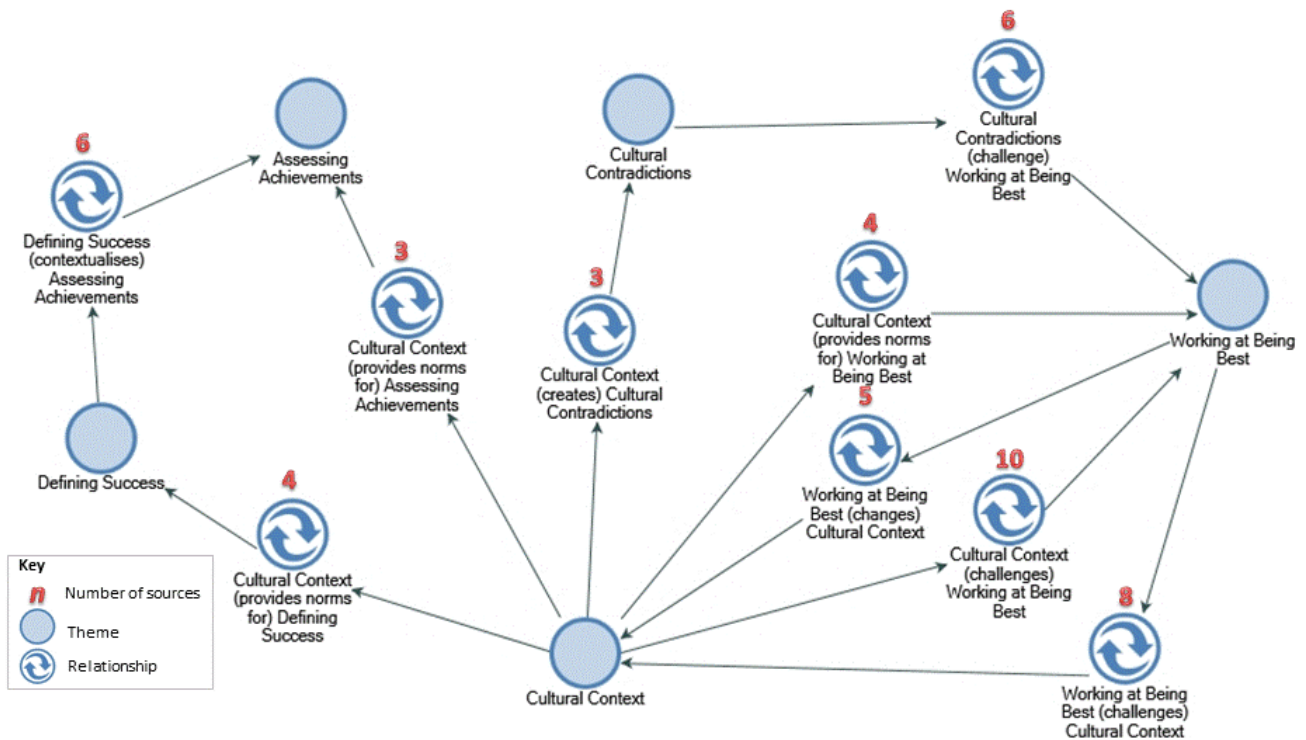 6
Cultural
Contradictions
(challenge)
Working at Being
Best
Assessing
Achievements
Cultural
Contradictions
6
Defining Success
(contextualises)
Assessing
Achievements
3
Cultural Context
(provides norms
for) Assessing
Achievements
3
Cultural Context
(creates) Cultural
Contradictions
4
Cultural Context
(provides norms
for) Working at
Being Best
Working at Being
Best
5
Working at Being
Best (changes)
Cultural Context
10
Cultural Context
(challenges)
Working at Being
Best
Defining Success
4
Cultural Context
(provides norms
for) Defining
Success
8
Working at Being
Best (challenges)
Cultural Context
Cultural Context
Key
n Number of sources
Theme
Relationship